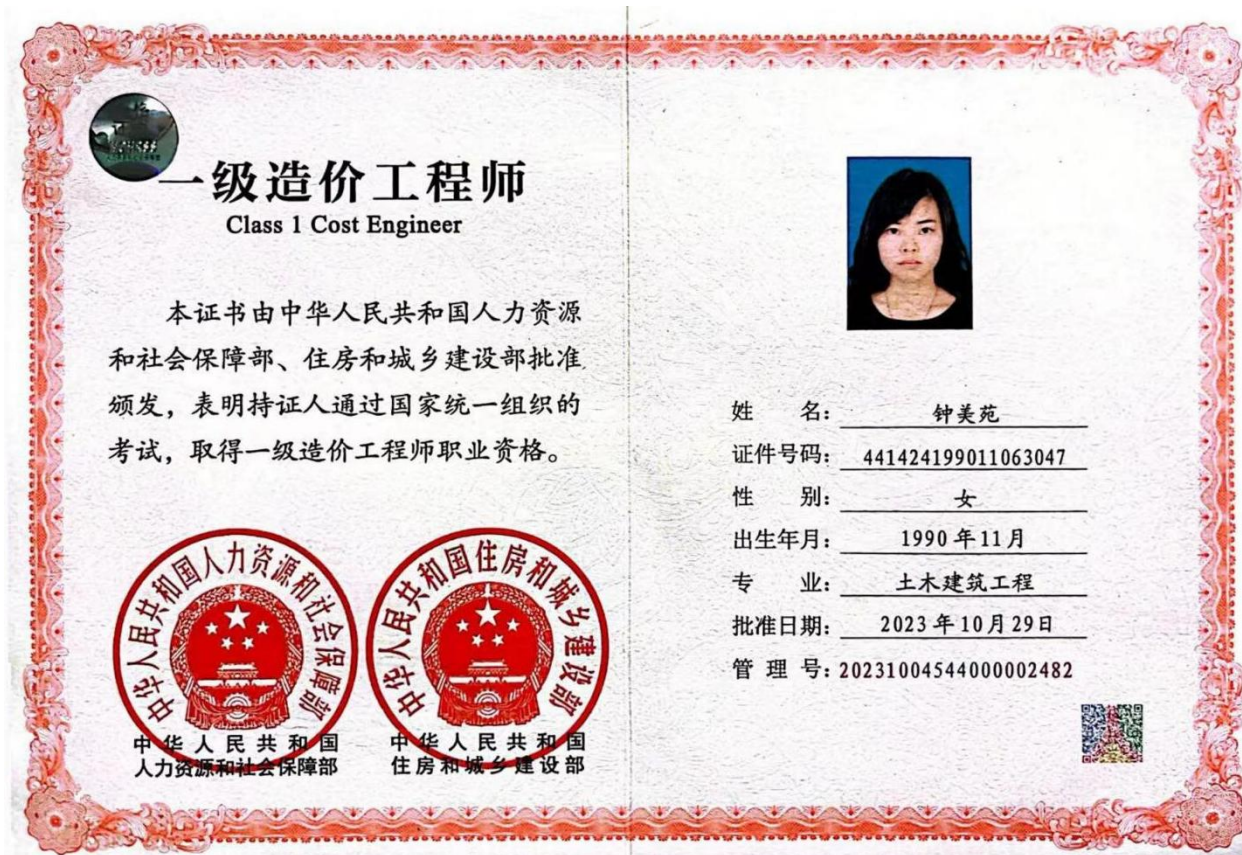 一级造价工程师
Class 1 Cost Engineer
本证书由中华人民共和国人力资源
和社会保障部、住房和城乡建设部批准
颁发，表明持证人通过国家统一组织的
考试，取得一级造价工程师职业资格。
中华人民共和国人力资源和社会保障部
中华人民共和国住房和城乡建设部
中华人民共和国
人力资源和社会保障部
中华人民共和国
住房和城乡建设部
姓 名：钟美苑
证件号码：441424199011063047
性 别：女
出生年月：1990年11月
专 业：土木建筑工程
批准日期：2023年10月29日
管 理 号：20231004544000002482